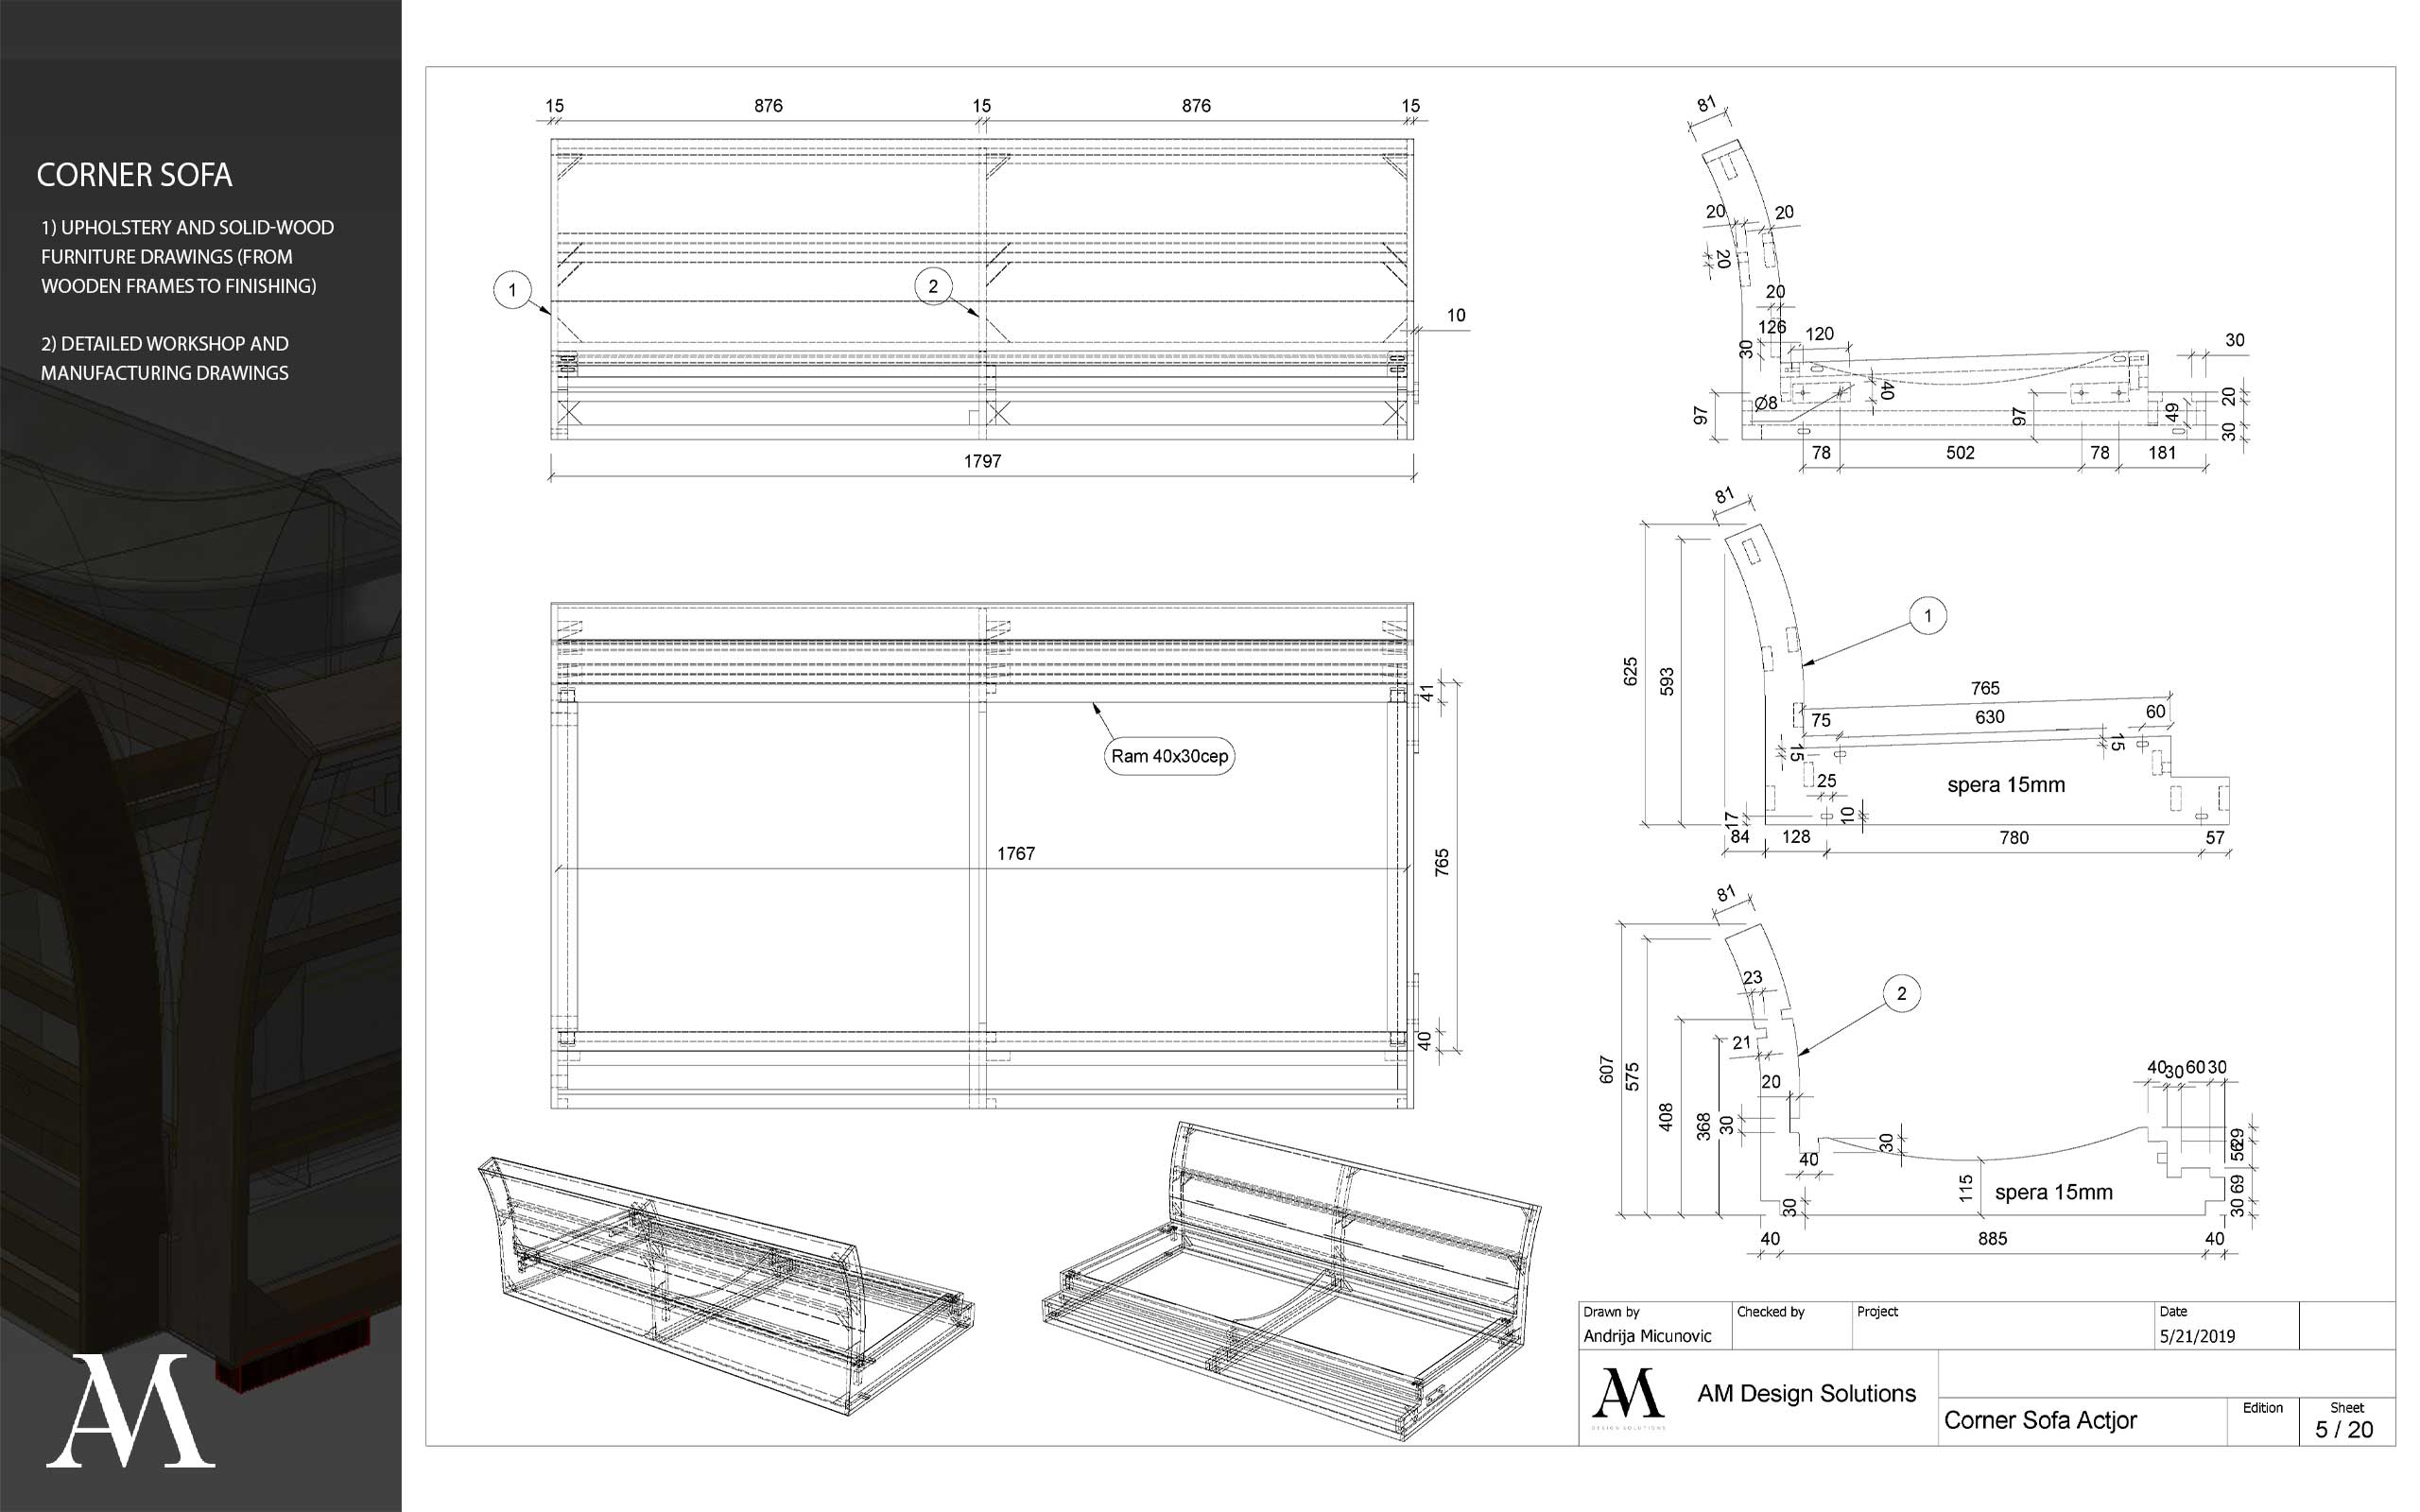 CORNER SOFA
1) UPHOLSTERY AND SOLID-WOOD
FURNITURE DRAWINGS (FROM
WOODEN FRAMES TO FINISHING)
2) DETAILED WORKSHOP AND
MANUFACTURING DRAWINGS
AM
15 876 15 876 15
1
2
10
1797
81
20 20
20
20
126 120
30
30
Ø8
40
97
97
49
20
30
78 502 78 181
41
Ram 40x30cep
1767
765
40
81
1
625
593
765
75 630 60
15
15
25
spera 15mm
17
10
84 128 780 57
81
23
2
21
20
607
575
408
368
30
30
40
40 30 60 30
29
56
69
30
115
spera 15mm
30
40 885 40
Drawn by
Andrija Micunovic
Checked by
Project
Date
5/21/2019
AM
DESIGN SOLUTIONS
AM Design Solutions
Corner Sofa Actjor
Edition
Sheet
5 / 20